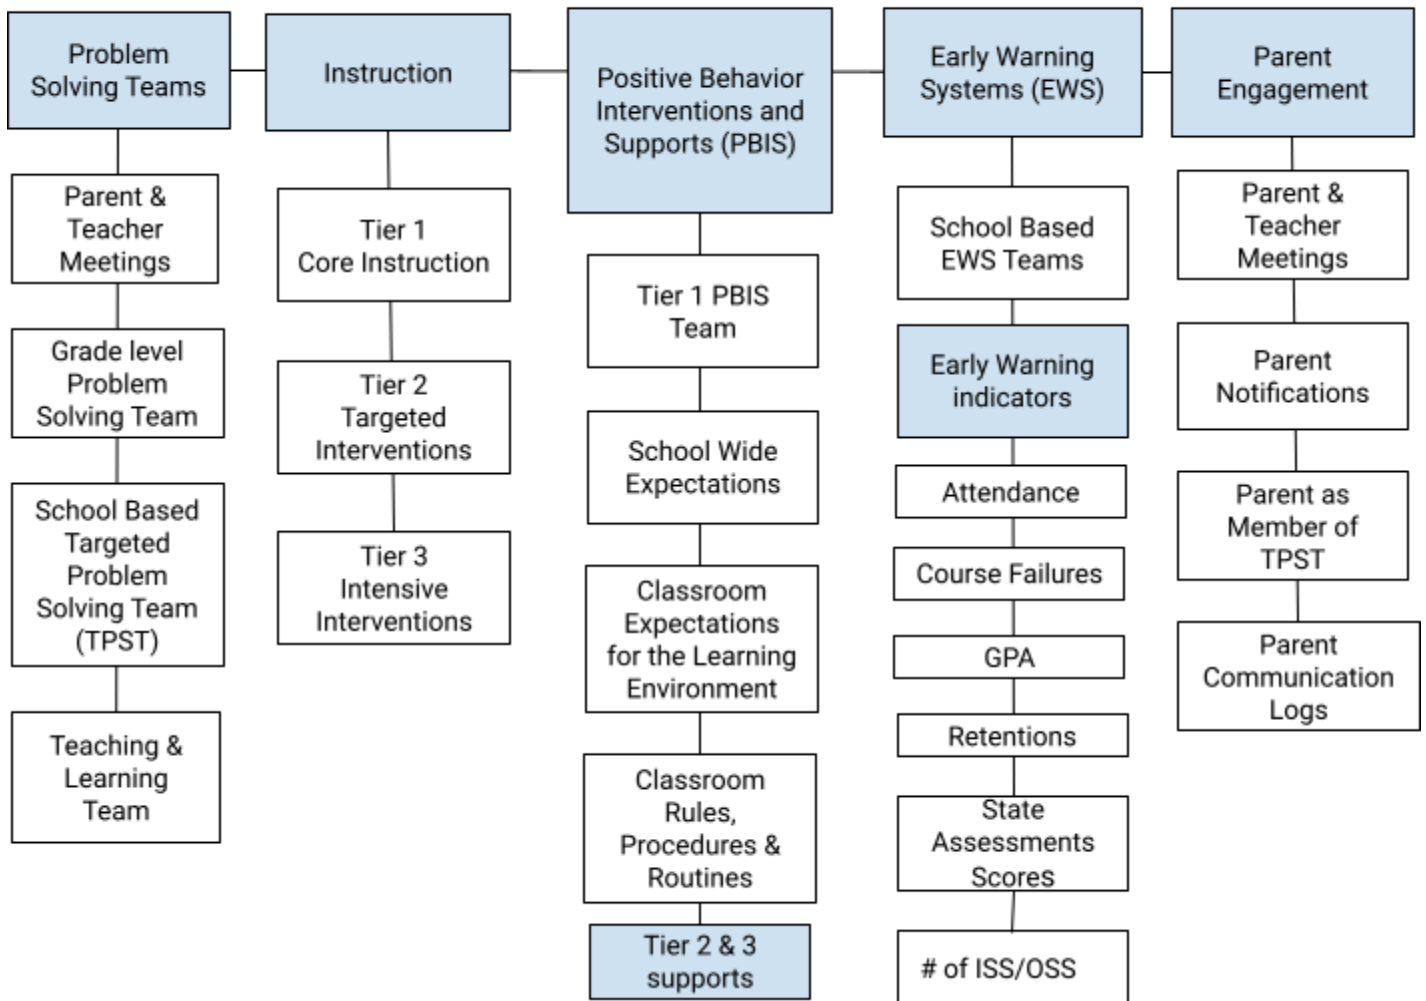 Problem
Solving Teams
Parent &
Teacher
Meetings
Grade level
Problem
Solving Team
School Based
Targeted
Problem
Solving Team
(TPST)
Teaching &
Learning
Team
Instruction
Tier 1
Core Instruction
Tier 2
Targeted
Interventions
Tier 3
Intensive
Interventions
Positive Behavior
Interventions and
Supports (PBIS)
Tier 1 PBIS
Team
School Wide
Expectations
Classroom
Expectations
for the Learning
Environment
Classroom
Rules,
Procedures &
Routines
Tier 2 & 3
supports
Early Warning
Systems (EWS)
School Based
EWS Teams
Early Warning
indicators
Attendance
Course Failures
GPA
Retentions
State
Assessments
Scores
# of ISS/OSS
Parent
Engagement
Parent &
Teacher
Meetings
Parent
Notifications
Parent as
Member of
TPST
Parent
Communication
Logs